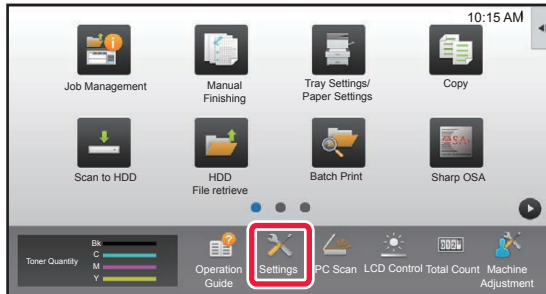 10:15 AM
Job Management
Manual
Finishing
Tray Settings/
Paper Settings
Copy
Scan to HDD
HDD
File retrieve
Batch Print
Sharp OSA
Toner Quantity
Bk
C
M
Y
Operation
Guide
Settings
PC Scan
LCD Control
Total Count
Machine
Adjustment